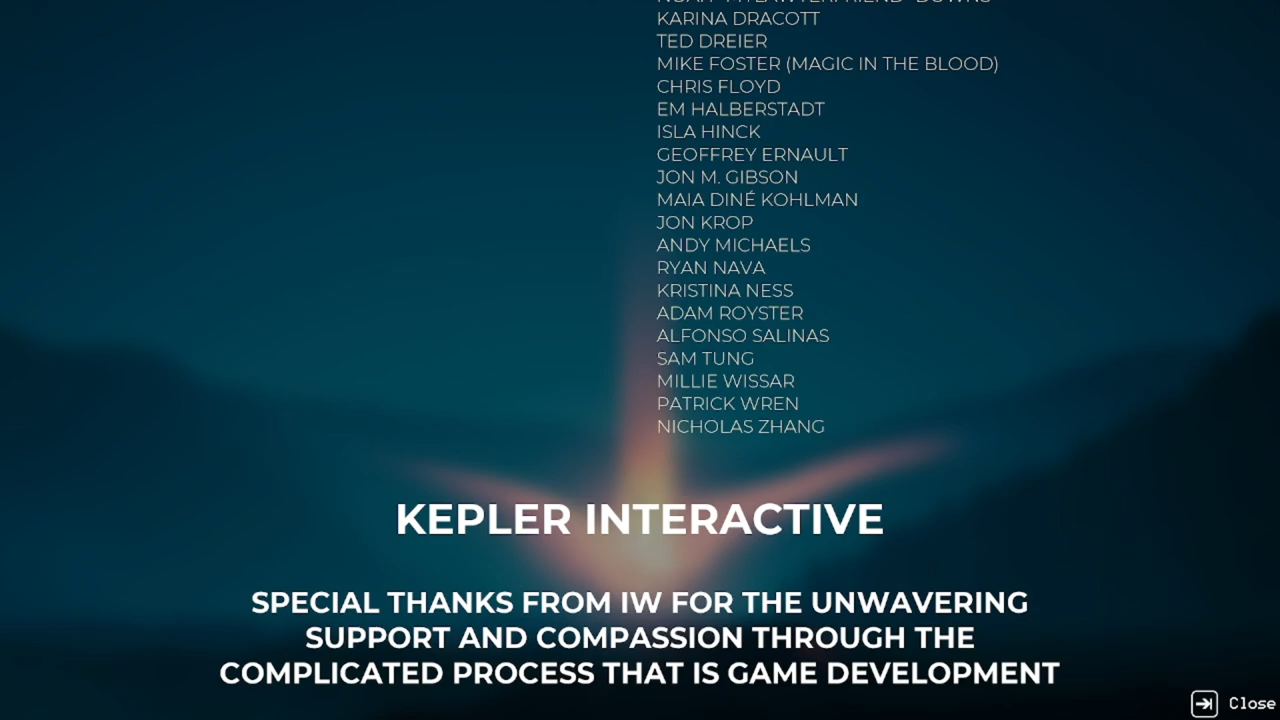 KARINA DRACOTT
TED DREIER
MIKE FOSTER (MAGIC IN THE BLOOD)
CHRIS FLOYD
EM HALBERSTADT
ISLA HINCK
GEOFFREY ERNAULT
JON M. GIBSON
MAIA DINÉ KOHLMAN
JON KROP
ANDY MICHAELS
RYAN NAVA
KRISTINA NESS
ADAM ROYSTER
ALFONSO SALINAS
SAM TUNG
MILLIE WISSAR
PATRICK WREN
NICHOLAS ZHANG
KEPLER INTERACTIVE
SPECIAL THANKS FROM IW FOR THE UNWAVERING
SUPPORT AND COMPASSION THROUGH THE
COMPLICATED PROCESS THAT IS GAME DEVELOPMENT
Close